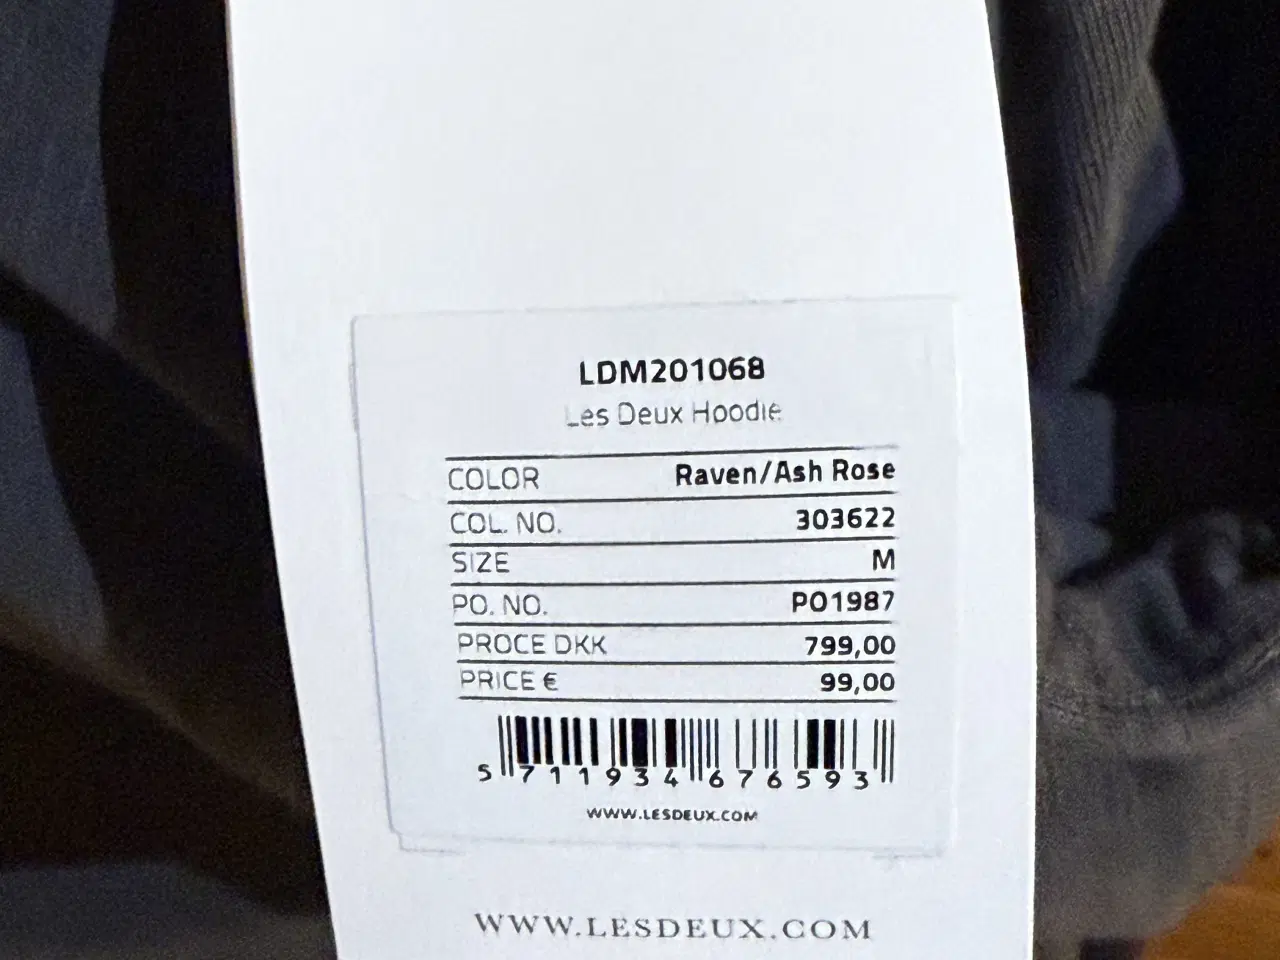 LDM201068
Les Deux Hoodie
COLOR Raven/Ash Rose
COL. NO. 303622
SIZE M
PO. NO. PO1987
PROCE DKK 799,00
PRICE € 99,00
5 711934 676593
WWW.LESDEUX.COM
WWW.LESDEUX.COM